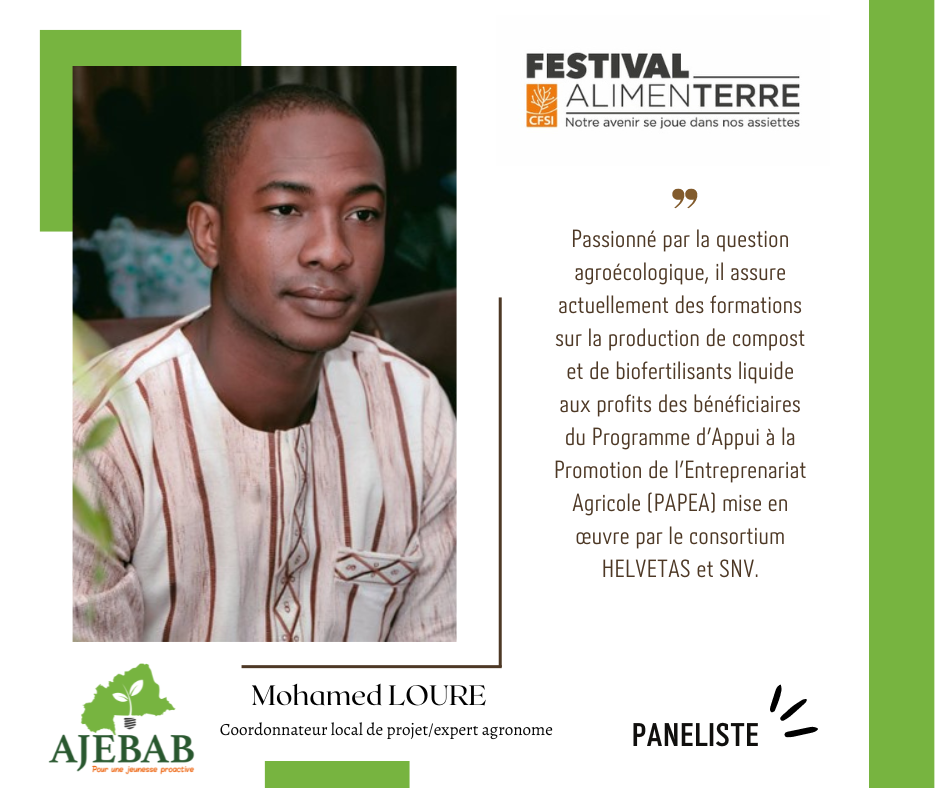 FESTIVAL
ALIMENTERRE
CFSI
Notre avenir se joue dans nos assiettes
Passionné par la question
agroécologique, il assure
actuellement des formations
sur la production de compost
et de biofertilisants liquide
aux profits des bénéficiaires
du Programme d’Appui à la
Promotion de l’Entreprenariat
Agricole (PAPEA) mise en
œuvre par le consortium
HELVETAS et SNV.
Mohamed LOURE
Coordonnateur local de projet/expert agronome
PANELISTE
AJEBAB
Pour une jeunesse proactive